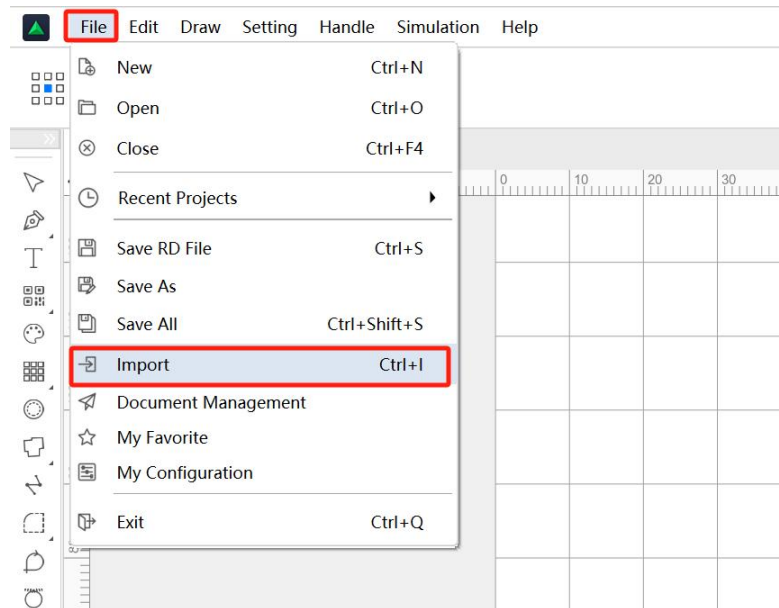 File Edit Draw Setting Handle Simulation Help
New Ctrl+N
Open Ctrl+O
Close Ctrl+F4
0 10 20 30
Recent Projects
Save RD File Ctrl+S
Save As
Save All Ctrl+Shift+S
Import Ctrl+I
Document Management
My Favorite
My Configuration
Exit Ctrl+Q